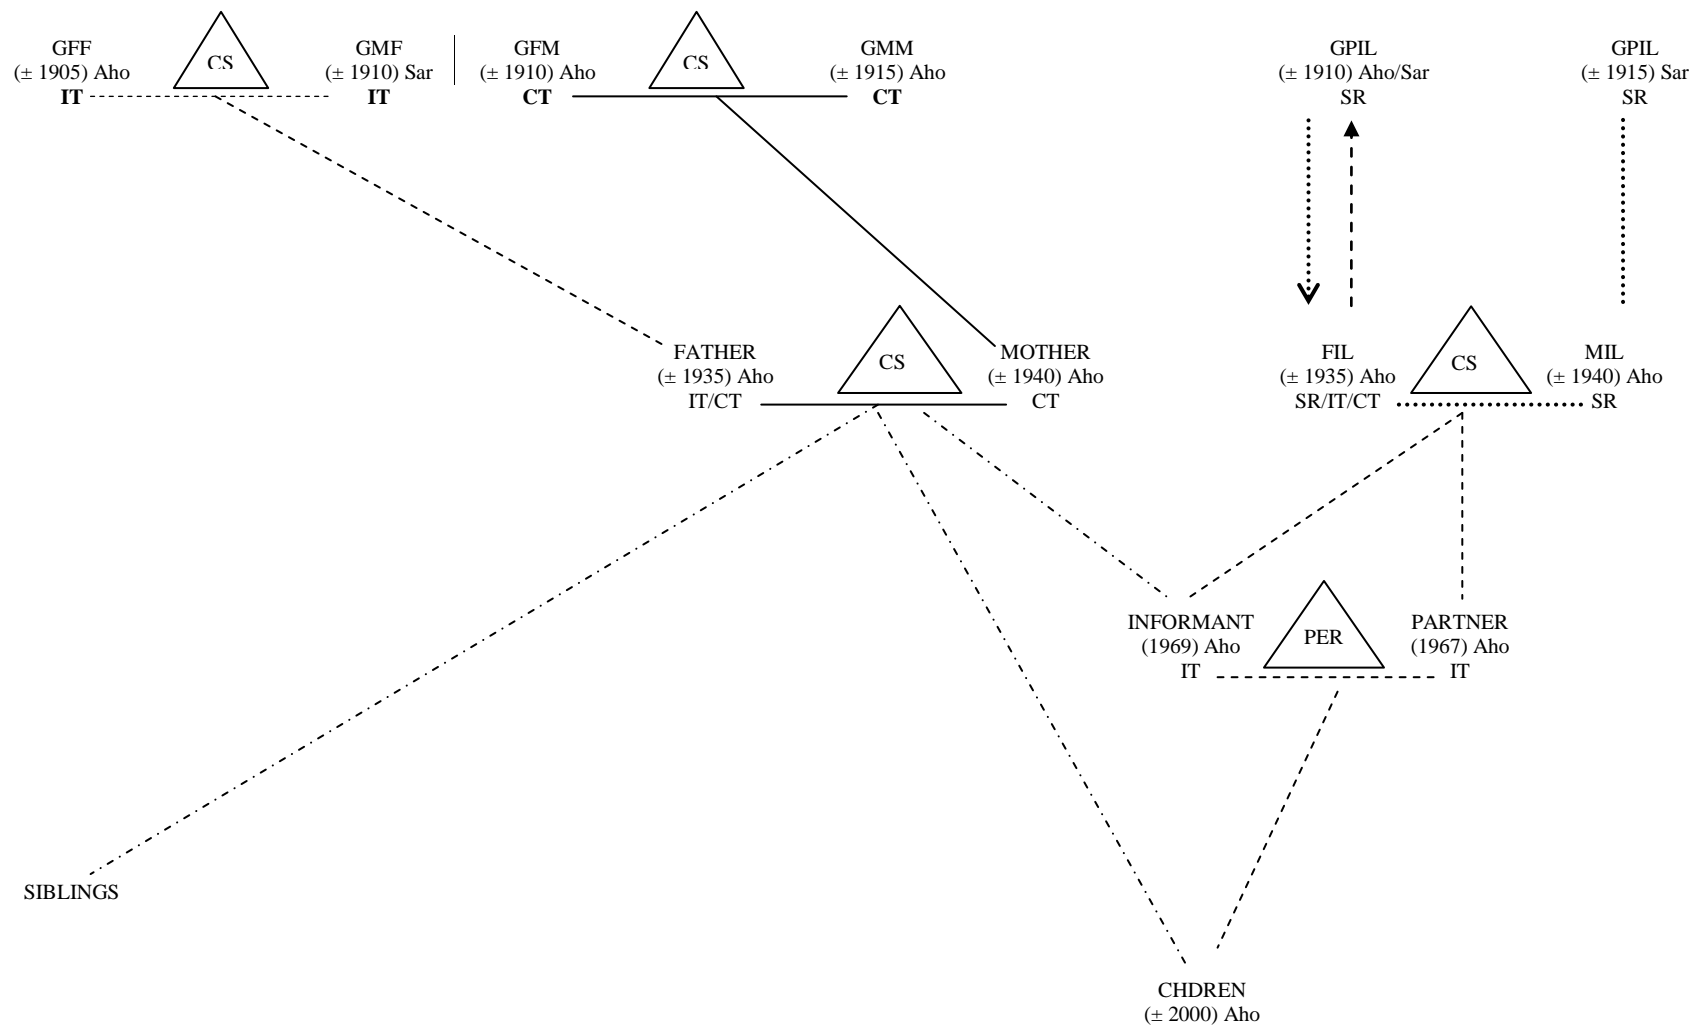 GFF
(± 1905) Aho
IT
CS
GMF
(± 1910) Sar
IT
GFM
(± 1910) Aho
CT
CS
GMM
(± 1915) Aho
CT
GPIL
(± 1910) Aho/Sar
SR
GPIL
(± 1915) Sar
SR
FATHER
(± 1935) Aho
IT/CT
CS
MOTHER
(± 1940) Aho
CT
FIL
(± 1935) Aho
SR/IT/CT
CS
MIL
(± 1940) Aho
SR
INFORMANT
(1969) Aho
IT
PER
PARTNER
(1967) Aho
IT
SIBLINGS
CHDREN
(± 2000) Aho